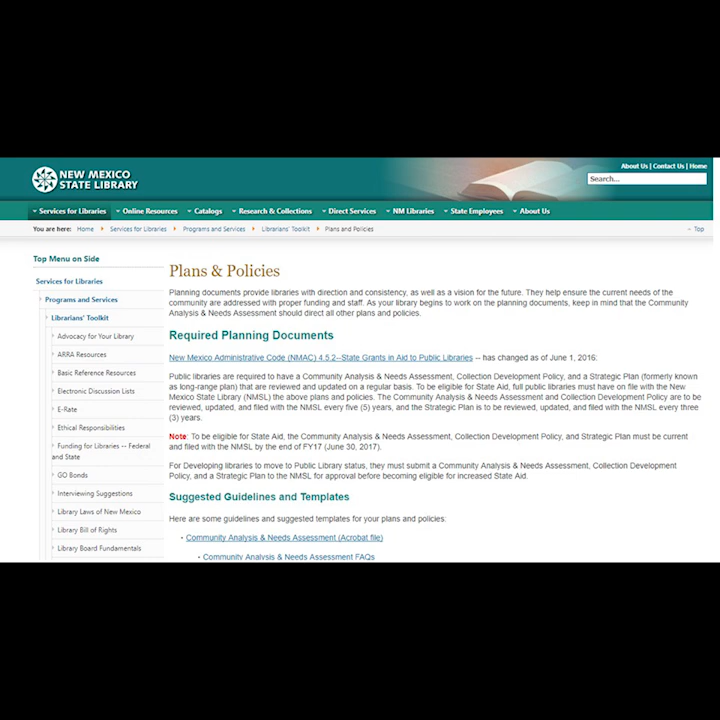 NEW MEXICO
STATE LIBRARY
About Us | Contact Us | Home
Search...
Services for Libraries
Online Resources
Catalogs
Research & Collections
Direct Services
NM Libraries
State Employees
About Us
You are here: Home Services for Libraries Programs and Services Librarians' Toolkit Plans and Policies
Top
Top Menu on Side
Services for Libraries
Programs and Services
Librarians' Toolkit
Advocacy for Your Library
ARRA Resources
Basic Reference Resources
Electronic Discussion Lists
E-Rate
Ethical Responsibilities
Funding for Libraries -- Federal
and State
GO Bonds
Interviewing Suggestions
Library Laws of New Mexico
Library Bill of Rights
Library Board Fundamentals
Plans & Policies
Planning documents provide libraries with direction and consistency, as well as a vision for the future. They help ensure the current needs of the
community are addressed with proper funding and staff. As your library begins to work on the planning documents, keep in mind that the Community
Analysis & Needs Assessment should direct all other plans and policies.
Required Planning Documents
New Mexico Administrative Code (NMAC) 4.5.2--State Grants in Aid to Public Libraries -- has changed as of June 1, 2016:
Public libraries are required to have a Community Analysis & Needs Assessment, Collection Development Policy, and a Strategic Plan (formerly known
as long-range plan) that are reviewed and updated on a regular basis. To be eligible for State Aid, full public libraries must have on file with the New
Mexico State Library (NMSL) the above plans and policies. The Community Analysis & Needs Assessment and Collection Development Policy are to be
reviewed, updated, and filed with the NMSL every five (5) years, and the Strategic Plan is to be reviewed, updated, and filed with the NMSL every three
(3) years.
Note: To be eligible for State Aid, the Community Analysis & Needs Assessment, Collection Development Policy, and Strategic Plan must be current
and filed with the NMSL by the end of FY17 (June 30, 2017).
For Developing libraries to move to Public Library status, they must submit a Community Analysis & Needs Assessment, Collection Development
Policy, and a Strategic Plan to the NMSL for approval before becoming eligible for increased State Aid.
Suggested Guidelines and Templates
Here are some guidelines and suggested templates for your plans and policies:
• Community Analysis & Needs Assessment (Acrobat file)
• Community Analysis & Needs Assessment FAQs